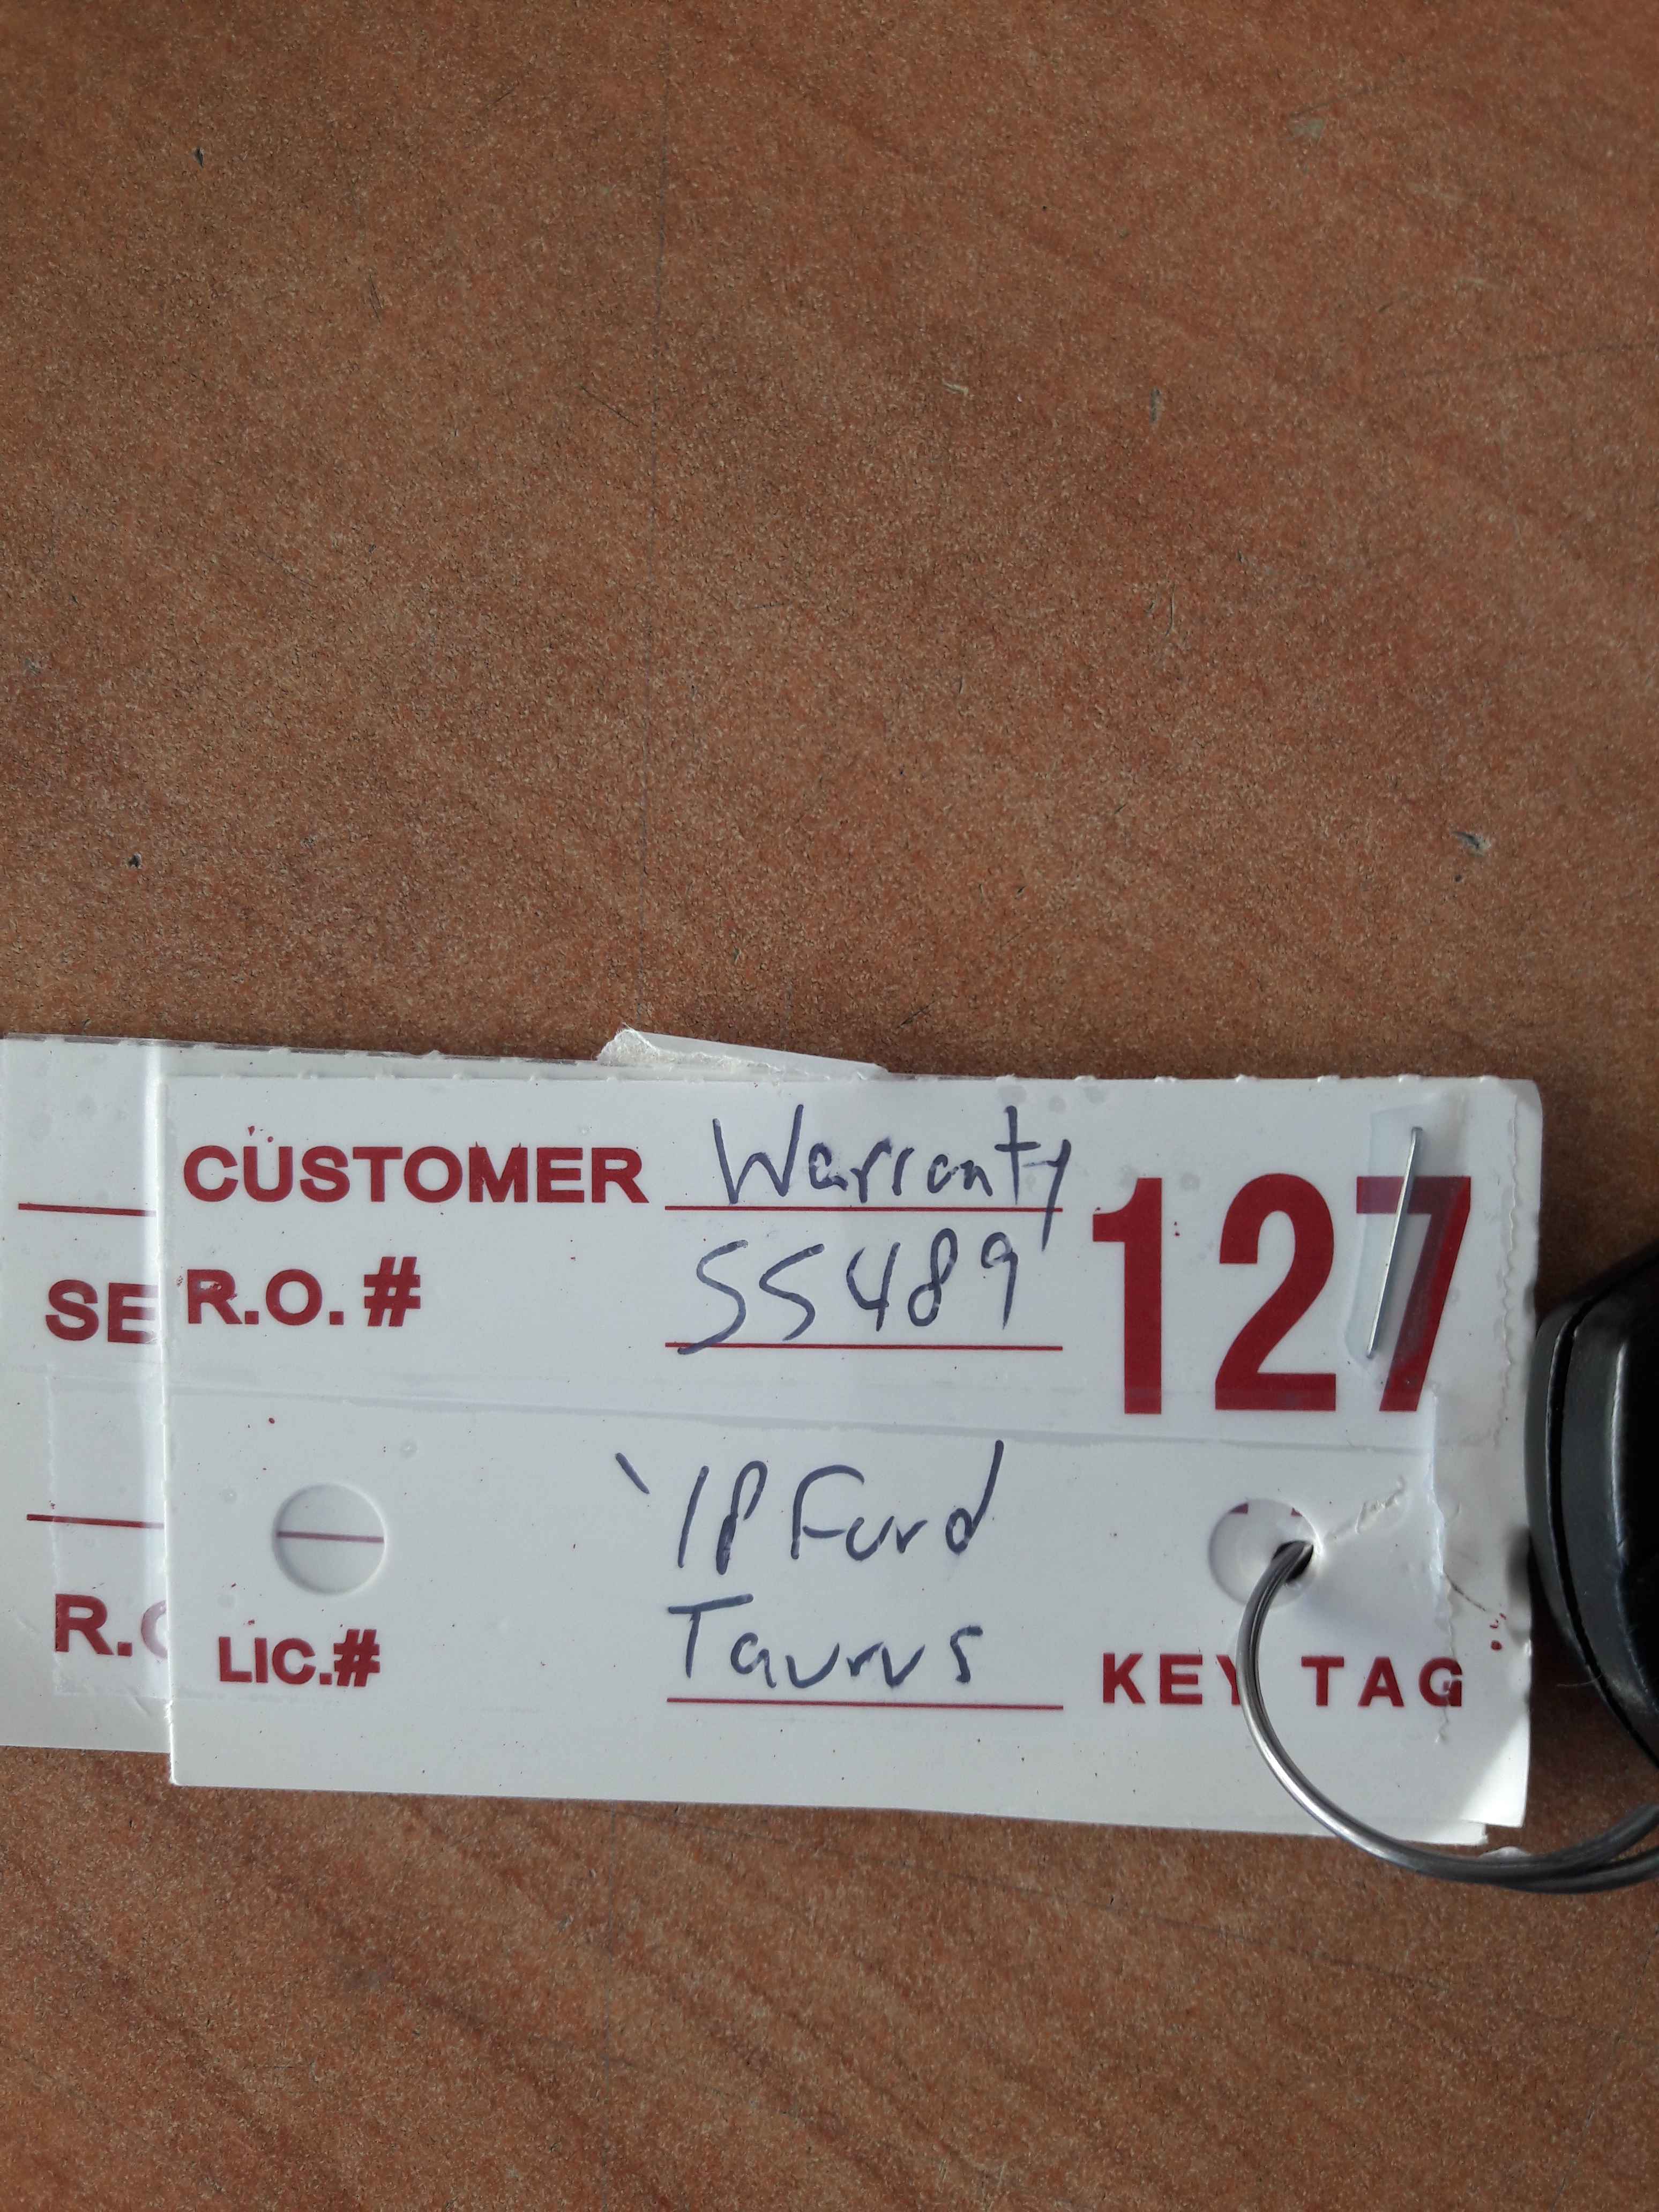 CUSTOMER Warranty
R.O. # 55489
127
'18 Ford
LIC.# Taurus
KEY TAG
SE
R.O